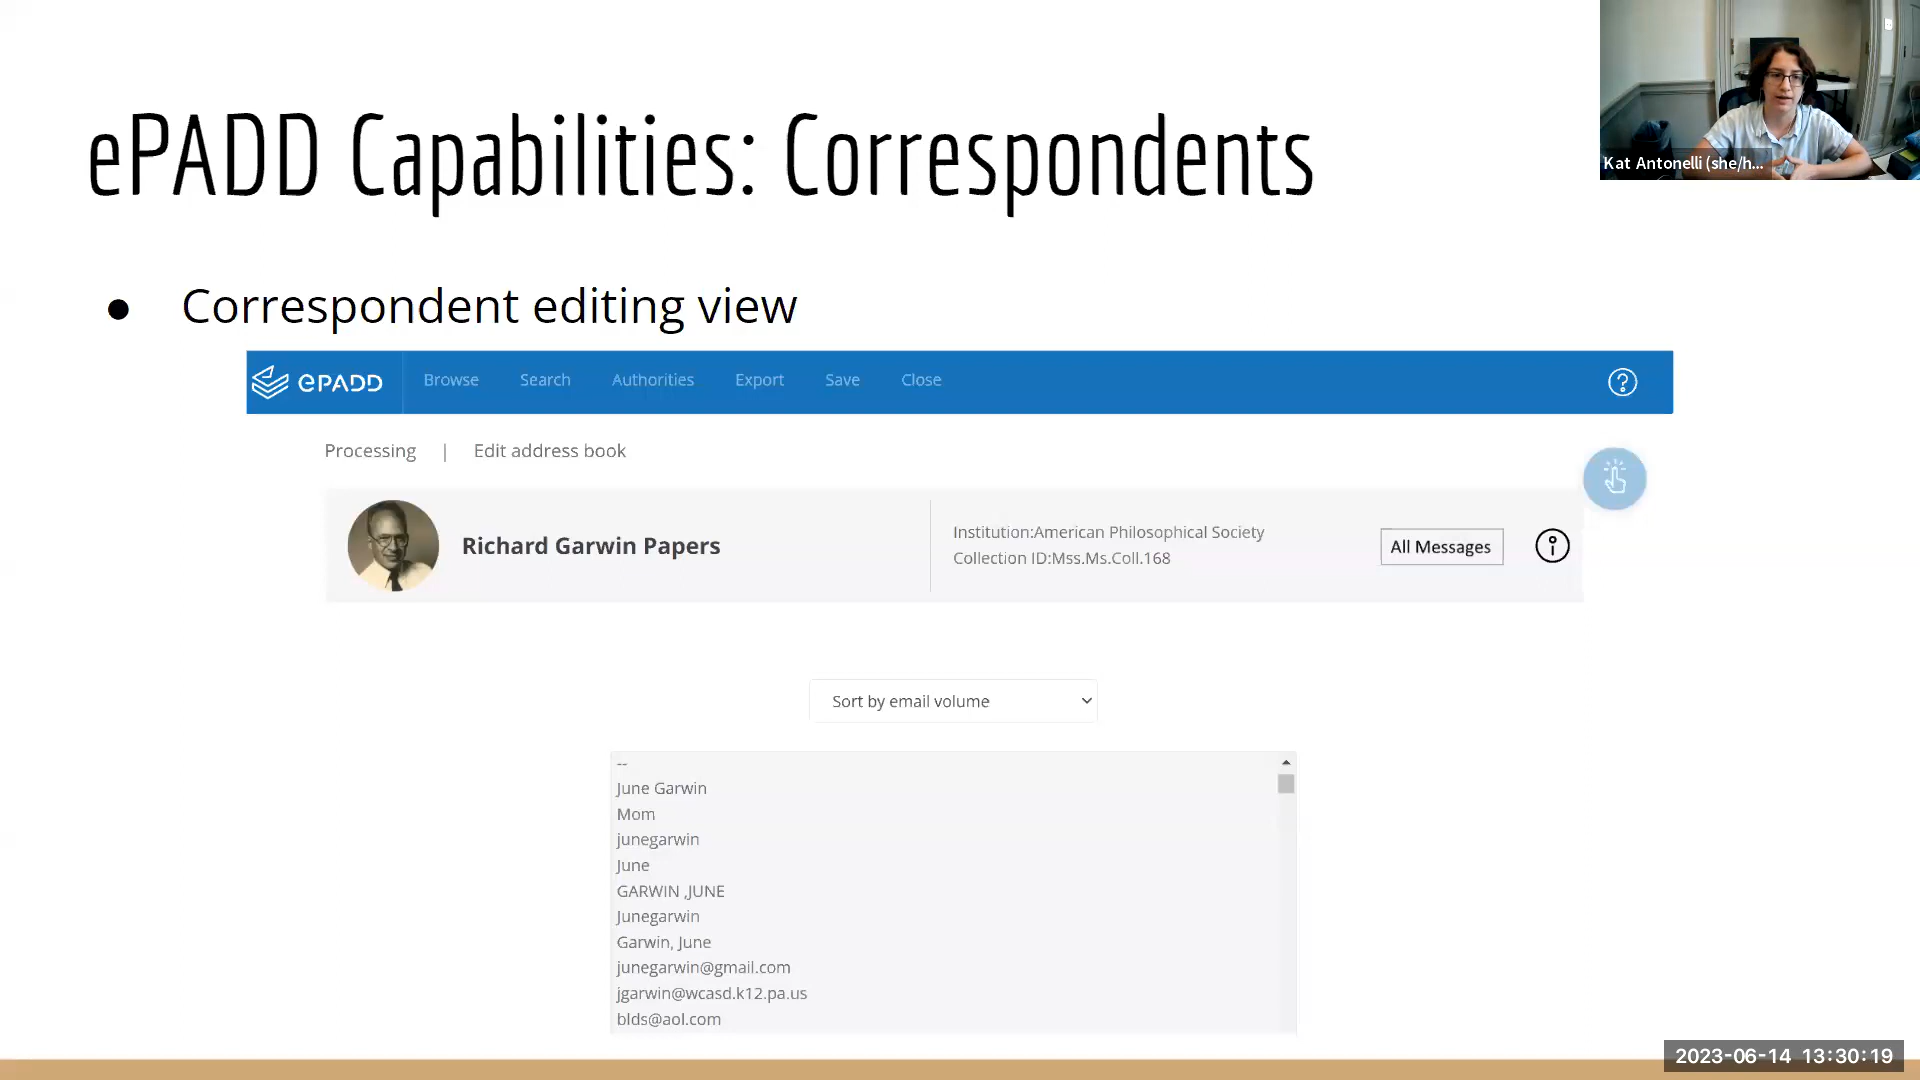 ePADD Capabilities: Correspondents
Kat Antonelli (she/h...
● Correspondent editing view
ePADD Browse Search Authorities Export Save Close ?
Processing | Edit address book
Richard Garwin Papers
Institution:American Philosophical Society
Collection ID:Mss.Ms.Coll.168
All Messages
Sort by email volume
--
June Garwin
Mom
junegarwin
June
GARWIN ,JUNE
Junegarwin
Garwin, June
junegarwin@gmail.com
jgarwin@wcasd.k12.pa.us
blds@aol.com
2023-06-14 13:30:19